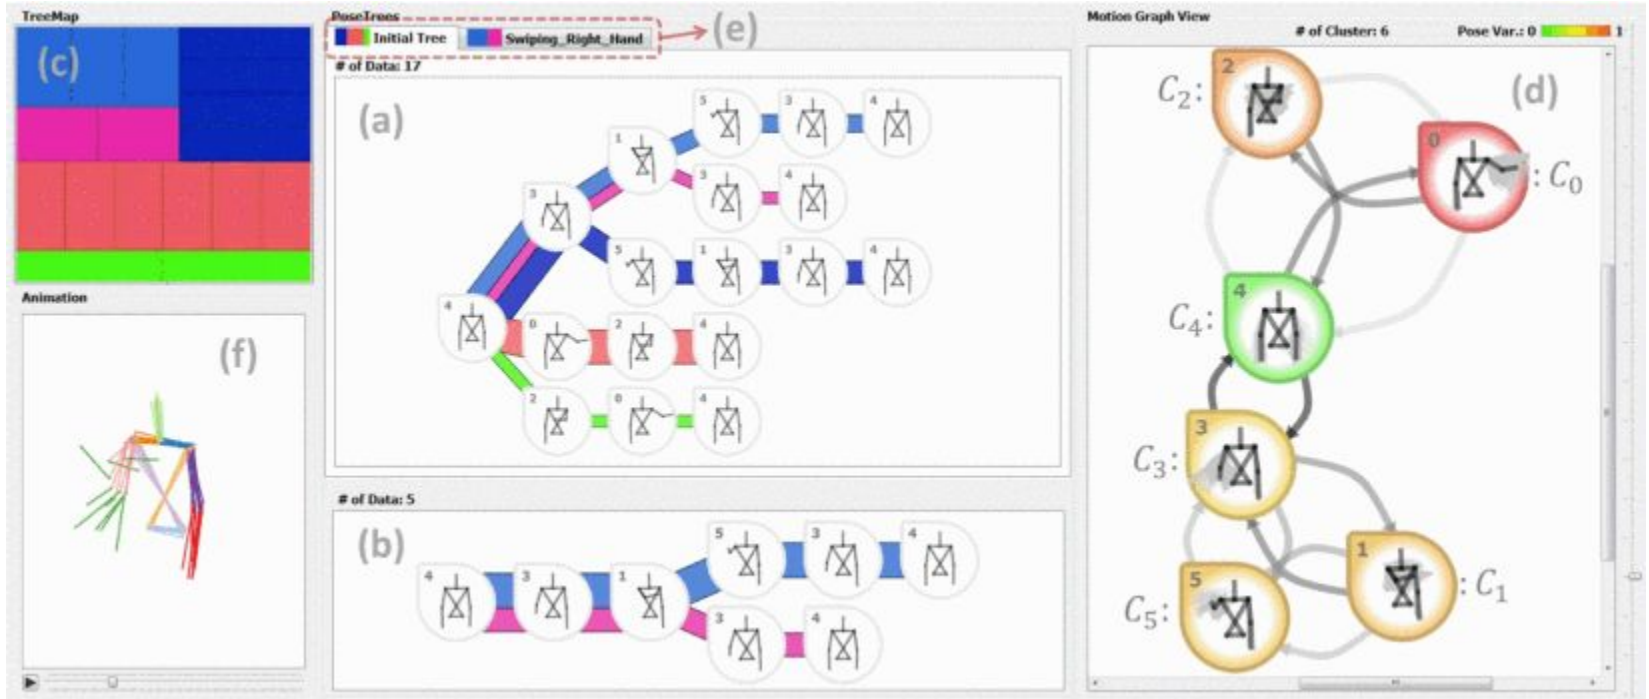 TreeMap
(c)
Animation
(f)
PoseTrees
Initial Tree
Swiping_Right_Hand
(e)
# of Data: 17
(a)
5
3
4
1
3
4
3
5
1
3
4
4
0
2
4
2
0
4
# of Data: 5
(b)
5
3
4
4
3
1
3
4
Motion Graph View
# of Cluster: 6
Pose Var.: 0
1
(d)
C₂:
2
0
: C₀
4
C₄:
3
C₃:
1
: C₁
5
C₅: